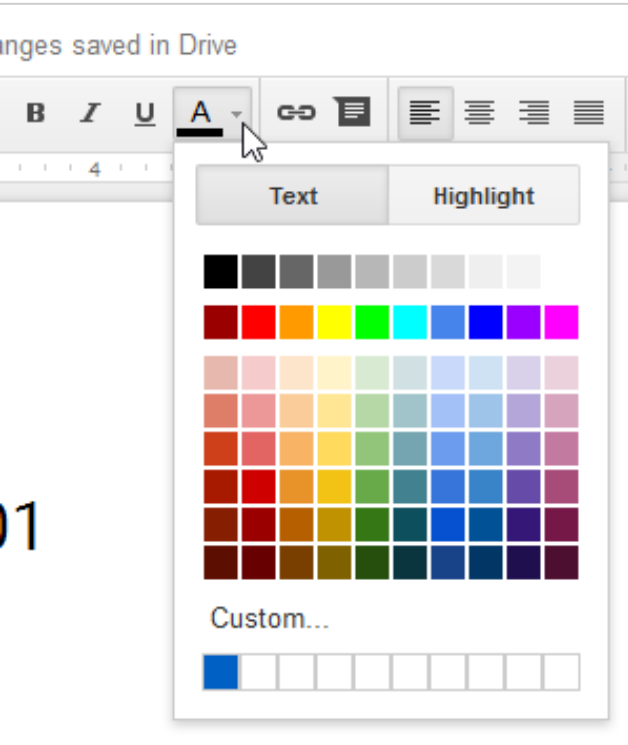 anges saved in Drive
B I U A
4
Text Highlight
01
Custom...